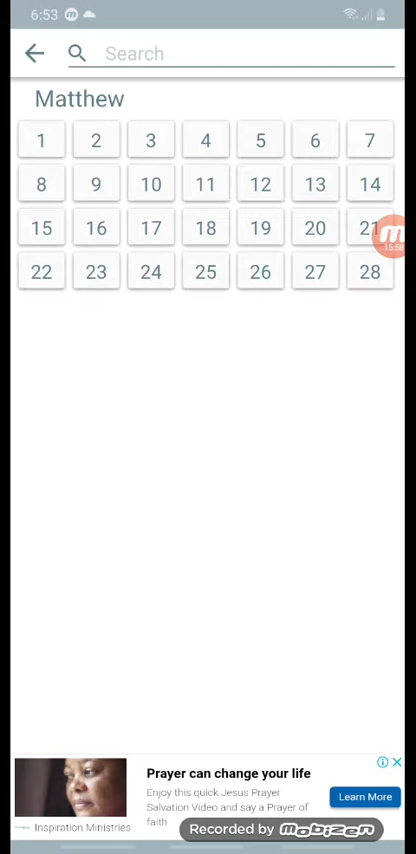 6:53
Search
Matthew
1 2 3 4 5 6 7
8 9 10 11 12 13 14
15 16 17 18 19 20 21
15:58
22 23 24 25 26 27 28
Prayer can change your life
Enjoy this quick Jesus Prayer
Salvation Video and say a Prayer of
faith
Learn More
Inspiration Ministries
Recorded by mobizen